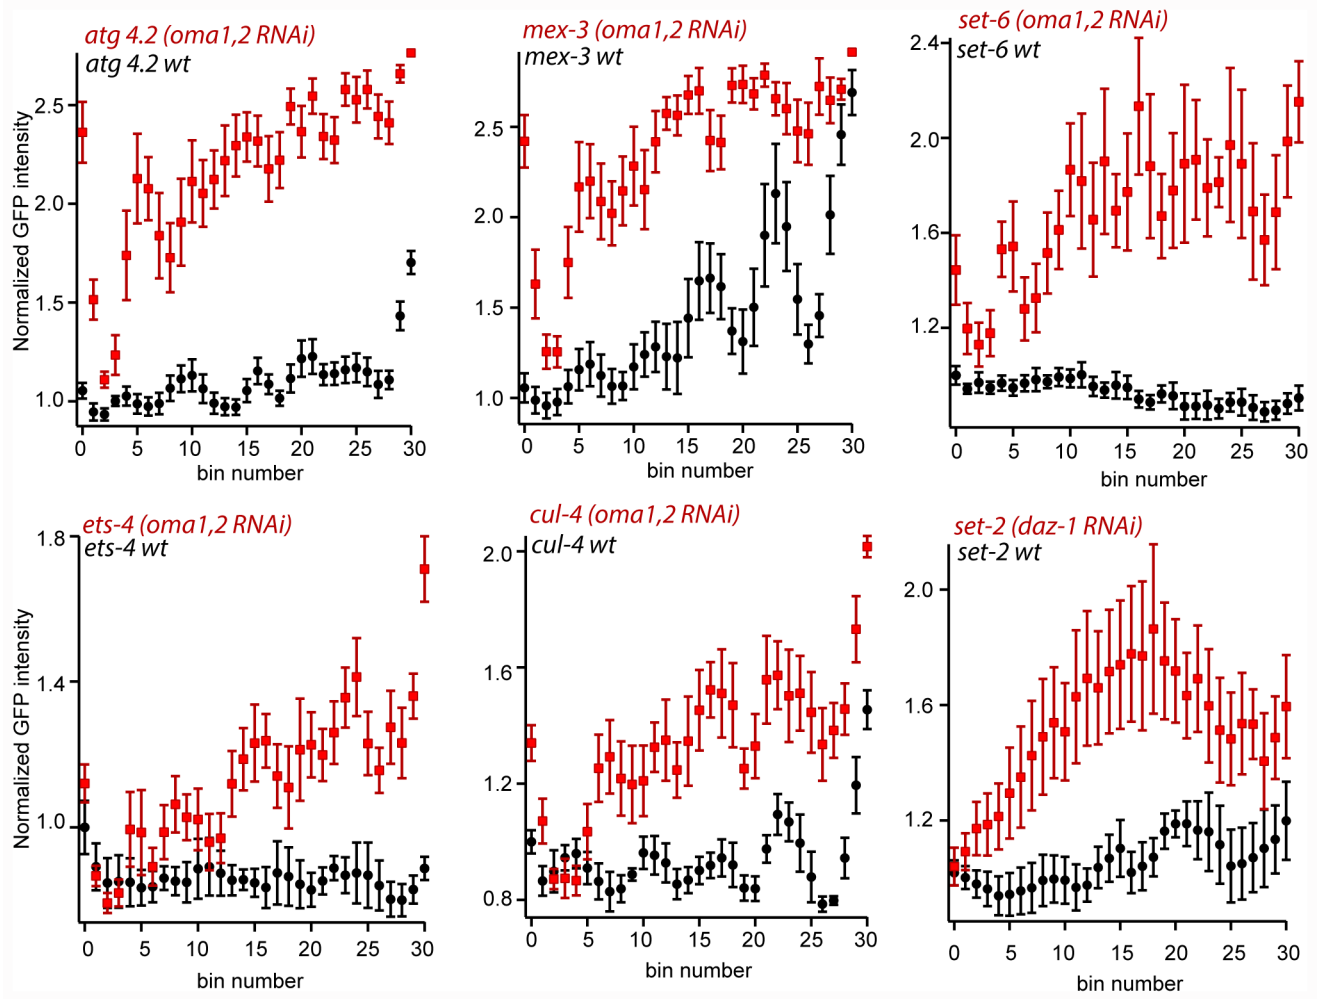 atg 4.2 (oma1,2 RNAi)
atg 4.2 wt
Normalized GFP intensity
2.5
2.0
1.5
1.0
0 5 10 15 20 25 30
bin number
mex-3 (oma1,2 RNAi)
mex-3 wt
2.5
2.0
1.5
1.0
0 5 10 15 20 25 30
bin number
set-6 (oma1,2 RNAi)
set-6 wt
2.4
2.0
1.6
1.2
0 5 10 15 20 25 30
bin number
ets-4 (oma1,2 RNAi)
ets-4 wt
Normalized GFP intensity
1.8
1.4
1.0
0 5 10 15 20 25 30
bin number
cul-4 (oma1,2 RNAi)
cul-4 wt
2.0
1.6
1.2
0.8
0 5 10 15 20 25 30
bin number
set-2 (daz-1 RNAi)
set-2 wt
2.0
1.6
1.2
0 5 10 15 20 25 30
bin number